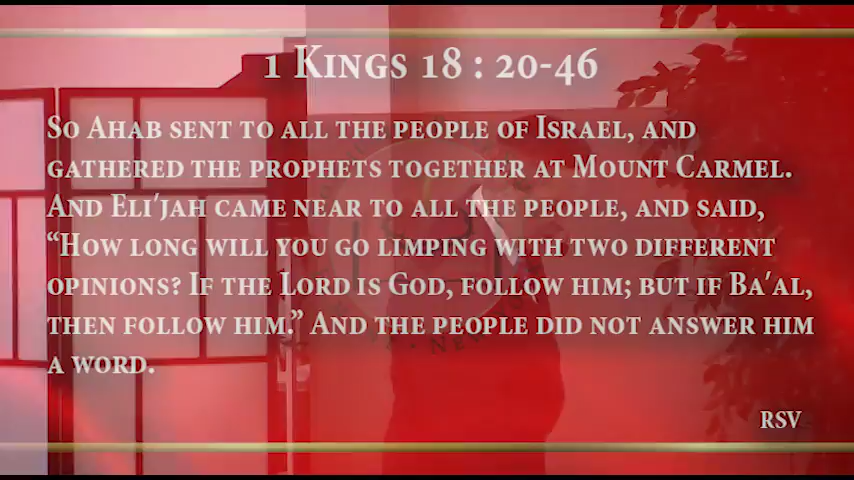 1 Kings 18 : 20-46
So Ahab sent to all the people of Israel, and
gathered the prophets together at Mount Carmel.
And Eli'jah came near to all the people, and said,
“How long will you go limping with two different
opinions? If the Lord is God, follow him; but if Ba'al,
then follow him.” And the people did not answer him
a word.
RSV